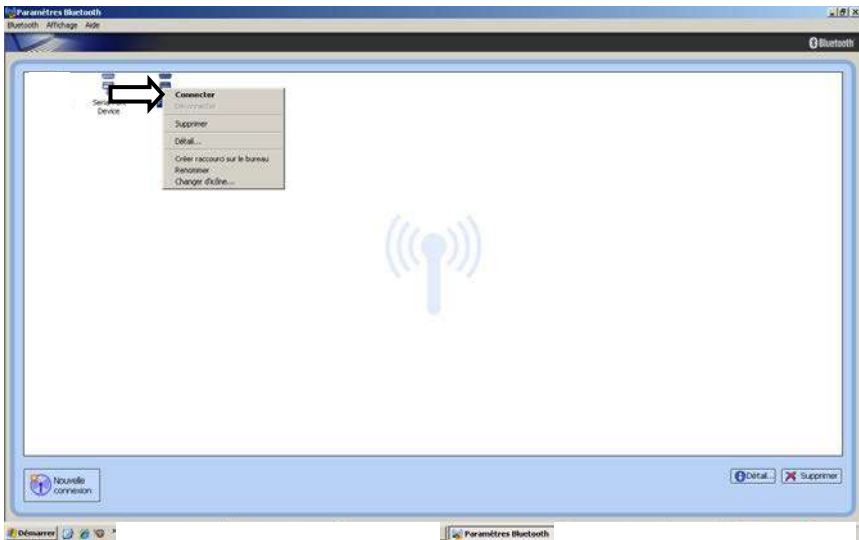 Paramètres Bluetooth
Bluetooth Affichage Aide
Bluetooth
Device
Connecter
Déconnecter
Supprimer
Détail...
Créer raccourci sur le bureau
Renommer
Changer d'icône...
Nouvelle
connexion
Détail...
Supprimer
Démarrer
Paramètres Bluetooth